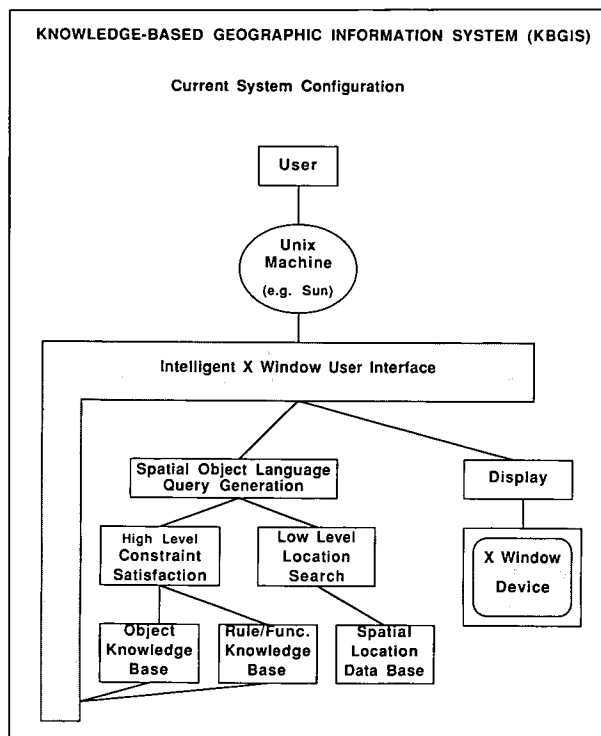 KNOWLEDGE-BASED GEOGRAPHIC INFORMATION SYSTEM (KBGIS)
Current System Configuration
User
Unix
Machine
(e.g. Sun)
Intelligent X Window User Interface
Spatial Object Language
Query Generation
Display
High Level
Constraint
Satisfaction
Low Level
Location
Search
X Window
Device
Object
Knowledge
Base
Rule/Func.
Knowledge
Base
Spatial
Location
Data Base